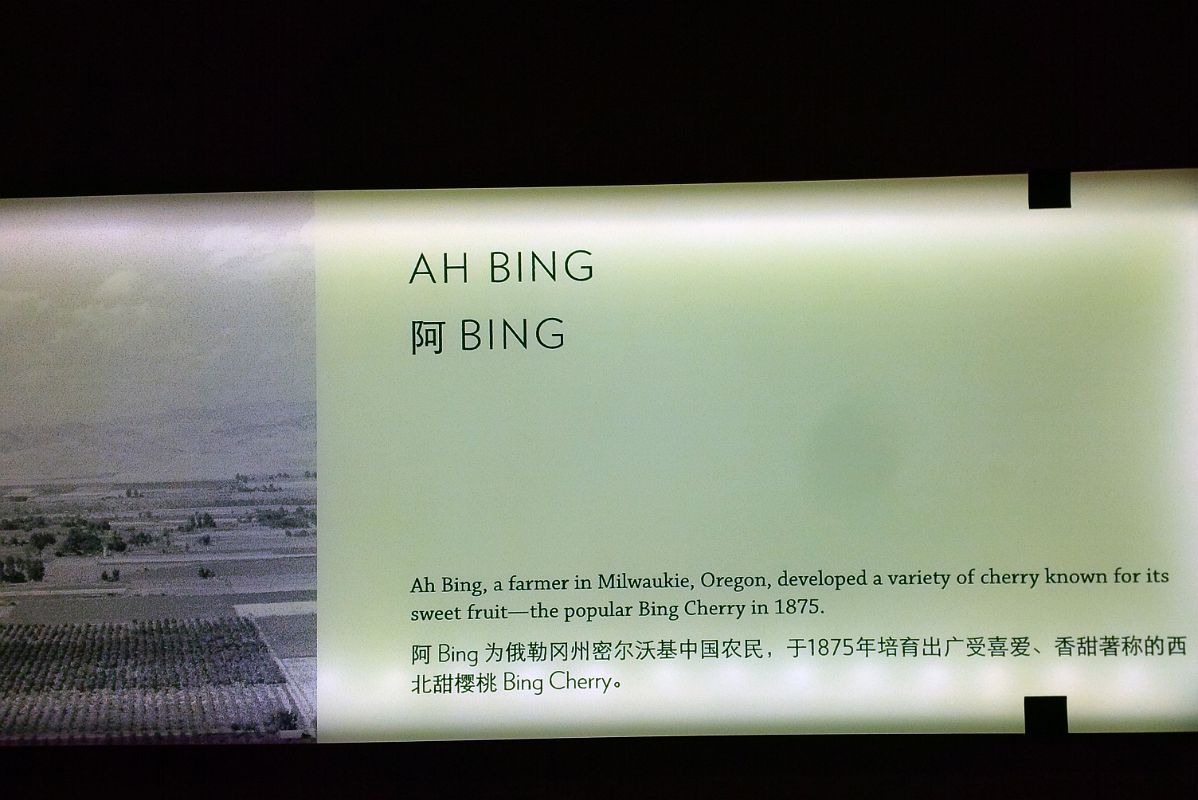 AH BING
阿 BING
Ah Bing, a farmer in Milwaukie, Oregon, developed a variety of cherry known for its
sweet fruit—the popular Bing Cherry in 1875.
阿 Bing 为俄勒冈州密尔沃基中国农民，于1875年培育出广受喜爱、香甜著称的西
北甜樱桃 Bing Cherry。